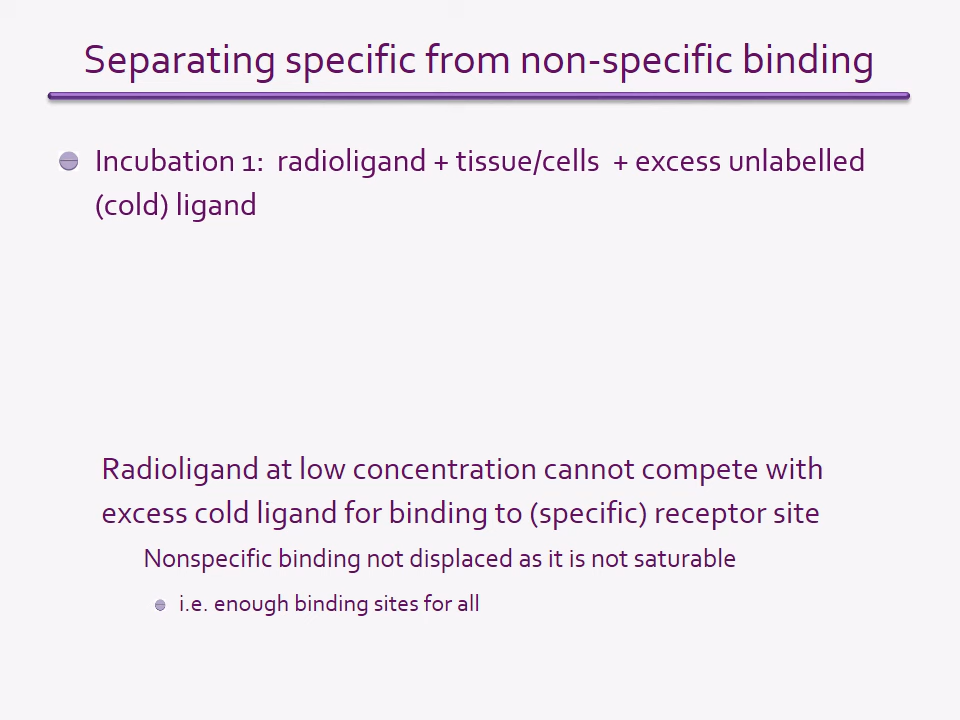 Separating specific from non-specific binding
Incubation 1:  radioligand + tissue/cells  + excess unlabelled
(cold) ligand
Radioligand at low concentration cannot compete with
excess cold ligand for binding to (specific) receptor site
Nonspecific binding not displaced as it is not saturable
i.e. enough binding sites for all